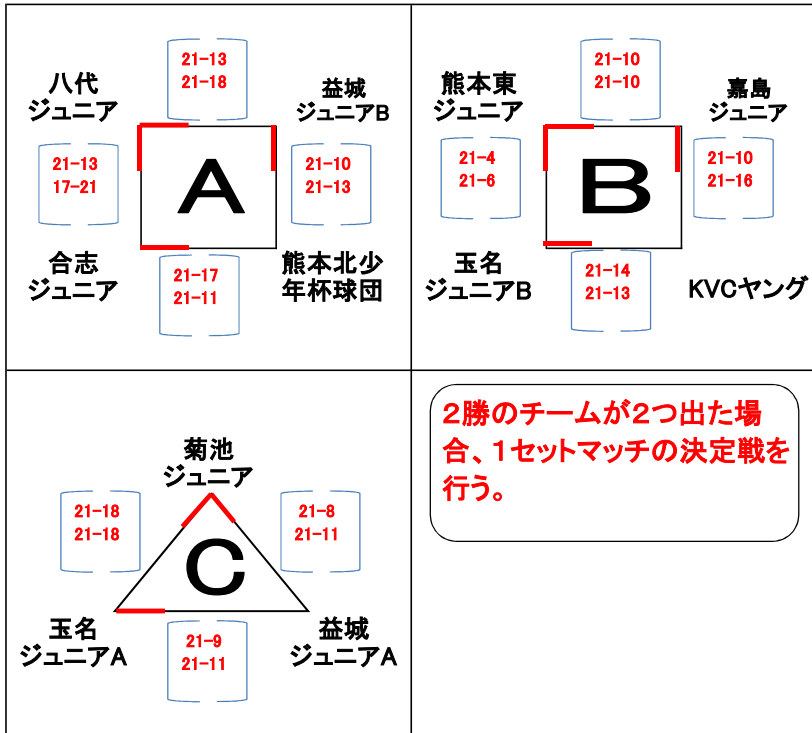 21-13
21-18
八代
ジュニア
益城
ジュニアB
21-13
17-21
A
21-10
21-13
合志
ジュニア
21-17
21-11
熊本北少
年杯球団
21-10
21-10
熊本東
ジュニア
嘉島
ジュニア
21-4
21-6
B
21-10
21-16
玉名
ジュニアB
21-14
21-13
KVCヤング
菊池
ジュニア
21-18
21-18
21-8
21-11
C
玉名
ジュニアA
21-9
21-11
益城
ジュニアA
2勝のチームが2つ出た場
合、1セットマッチの決定戦を
行う。